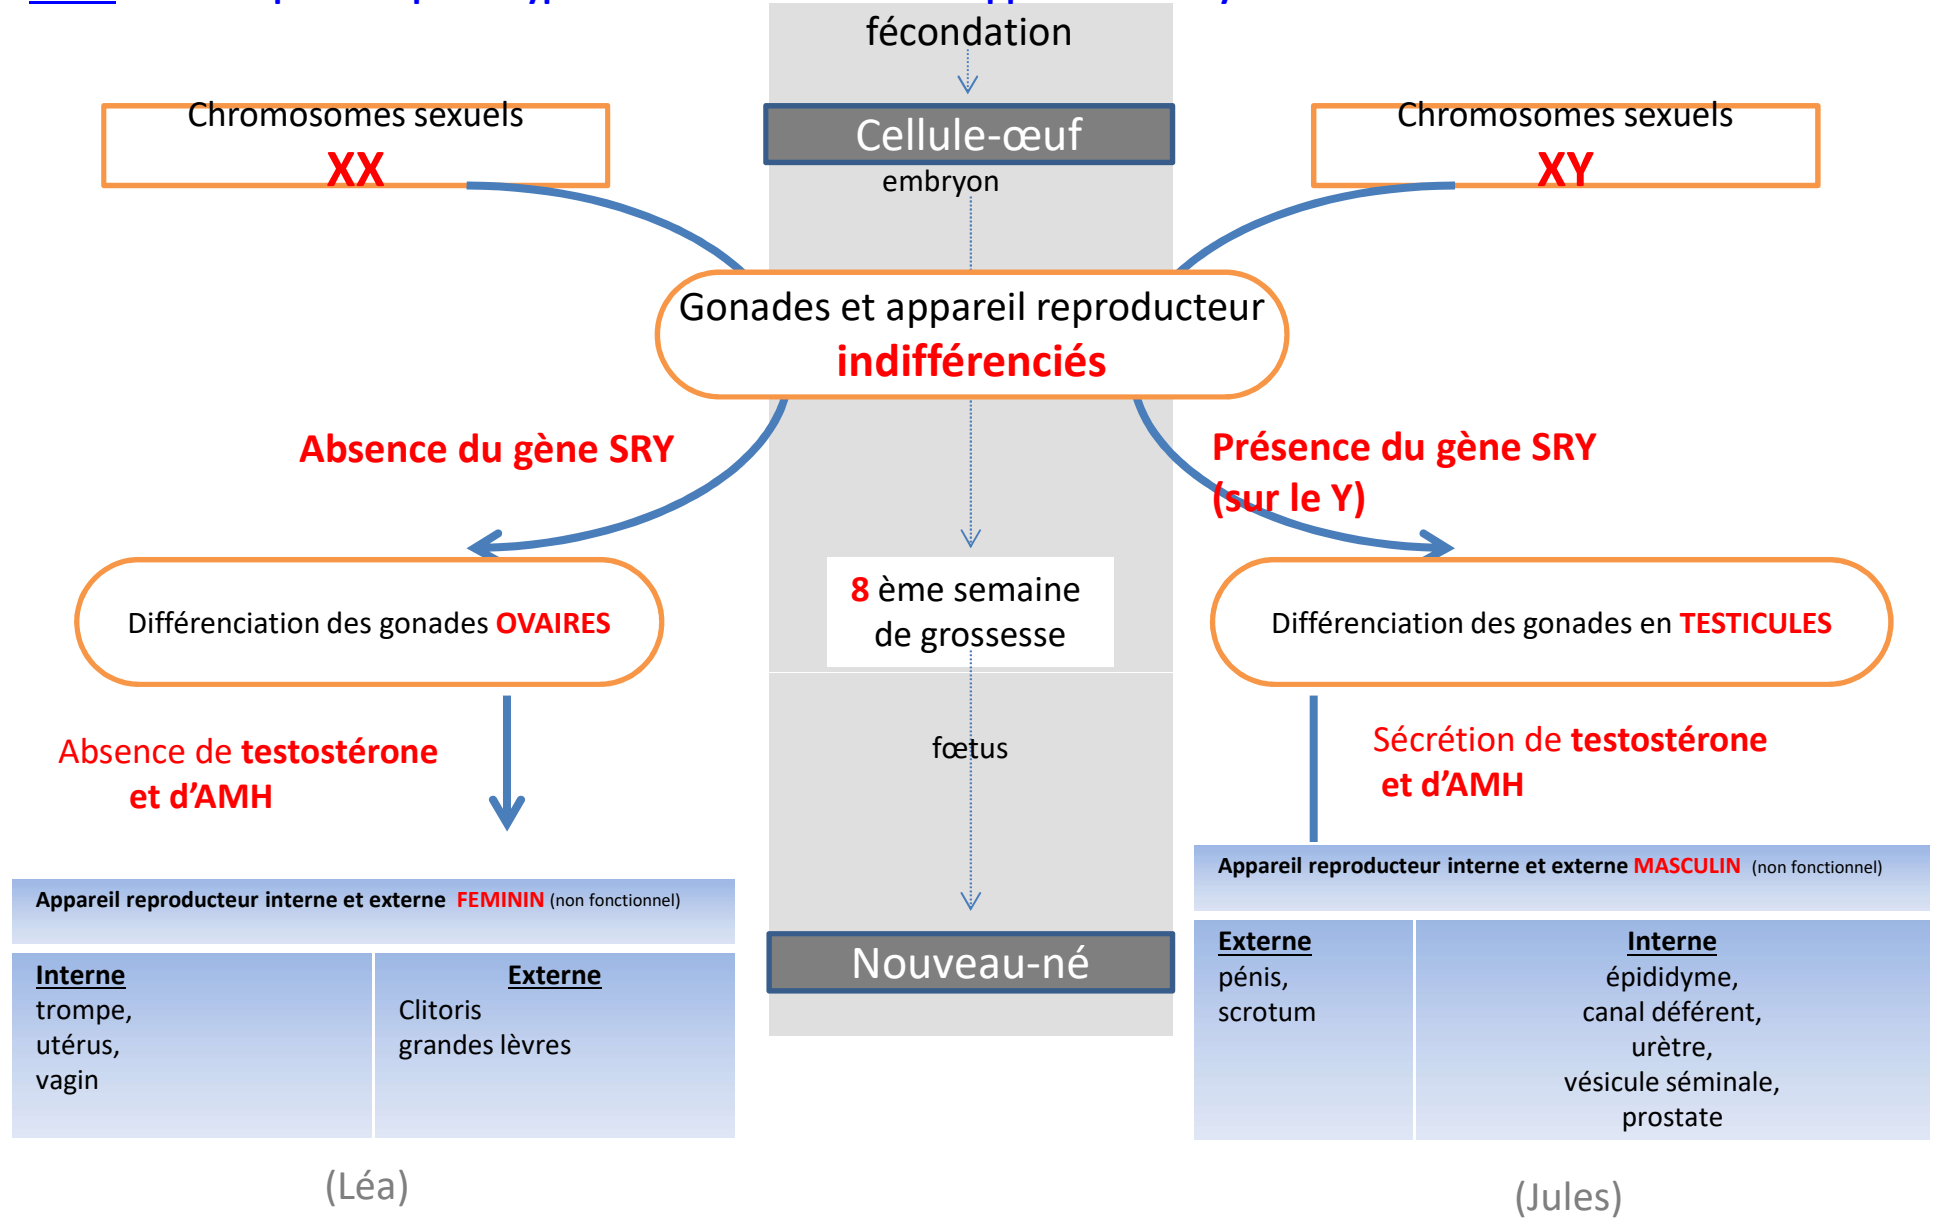 fécondation
Chromosomes sexuels
XX
Cellule-œuf
Chromosomes sexuels
XY
embryon
Gonades et appareil reproducteur
indifférenciés
Absence du gène SRY
Présence du gène SRY
(sur le Y)
8 ème semaine
de grossesse
Différenciation des gonades OVAIRES
Différenciation des gonades en TESTICULES
Absence de testostérone
et d’AMH
fœtus
Sécrétion de testostérone
et d’AMH
Appareil reproducteur interne et externe FEMININ (non fonctionnel)
Interne
trompe,
utérus,
vagin
Externe
Clitoris
grandes lèvres
Nouveau-né
Appareil reproducteur interne et externe MASCULIN (non fonctionnel)
Externe
pénis,
scrotum
Interne
épididyme,
canal déférent,
urètre,
vésicule séminale,
prostate
(Léa)
(Jules)